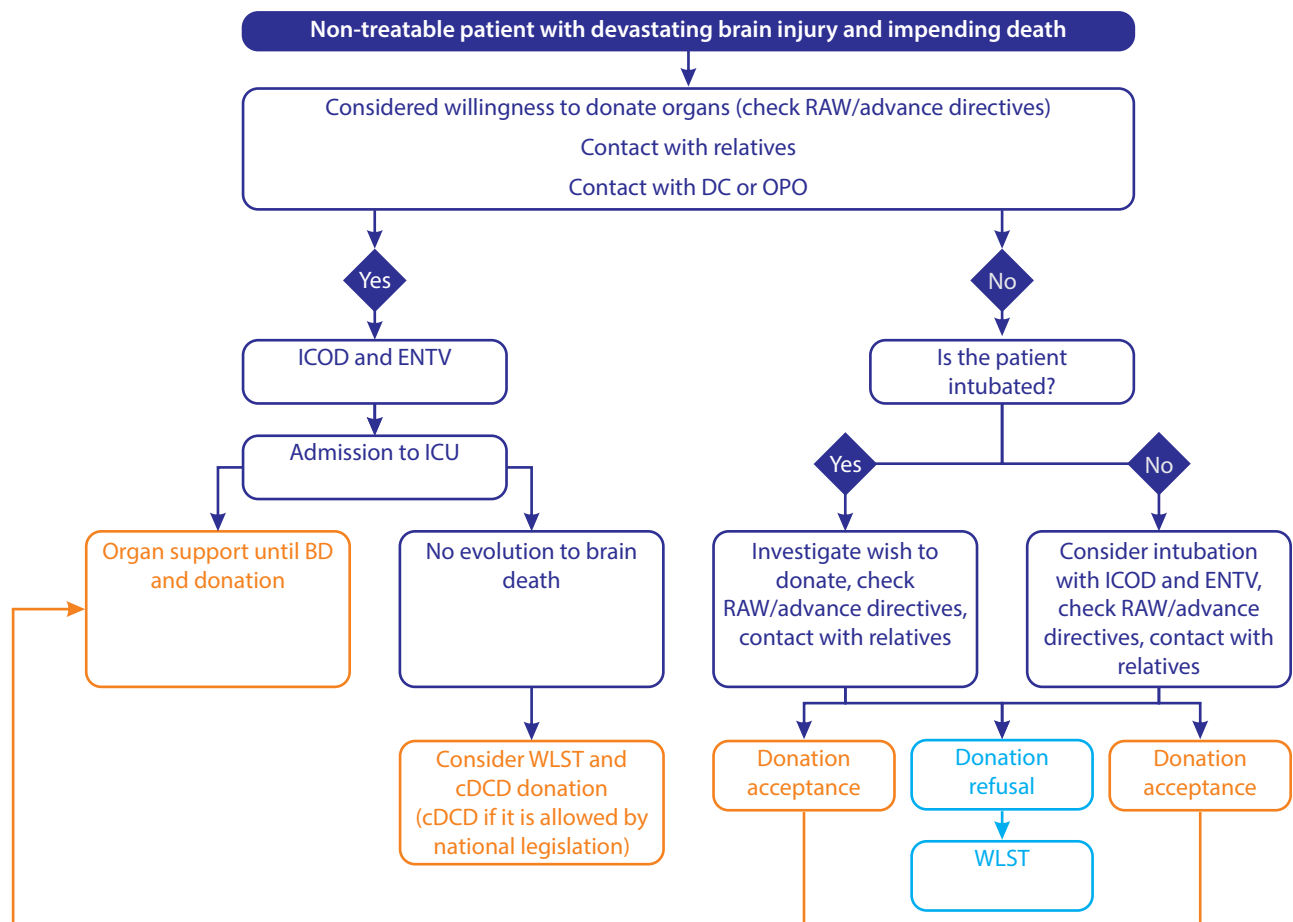 Non-treatable patient with devastating brain injury and impending death
Considered willingness to donate organs (check RAW/advance directives)
Contact with relatives
Contact with DC or OPO
Yes
No
ICOD and ENTV
Is the patient
intubated?
Admission to ICU
Yes
No
Organ support until BD
and donation
No evolution to brain
death
Investigate wish to
donate, check
RAW/advance directives,
contact with relatives
Consider intubation
with ICOD and ENTV,
check RAW/advance
directives, contact with
relatives
Consider WLST and
cDCD donation
(cDCD if it is allowed by
national legislation)
Donation
acceptance
Donation
refusal
Donation
acceptance
WLST